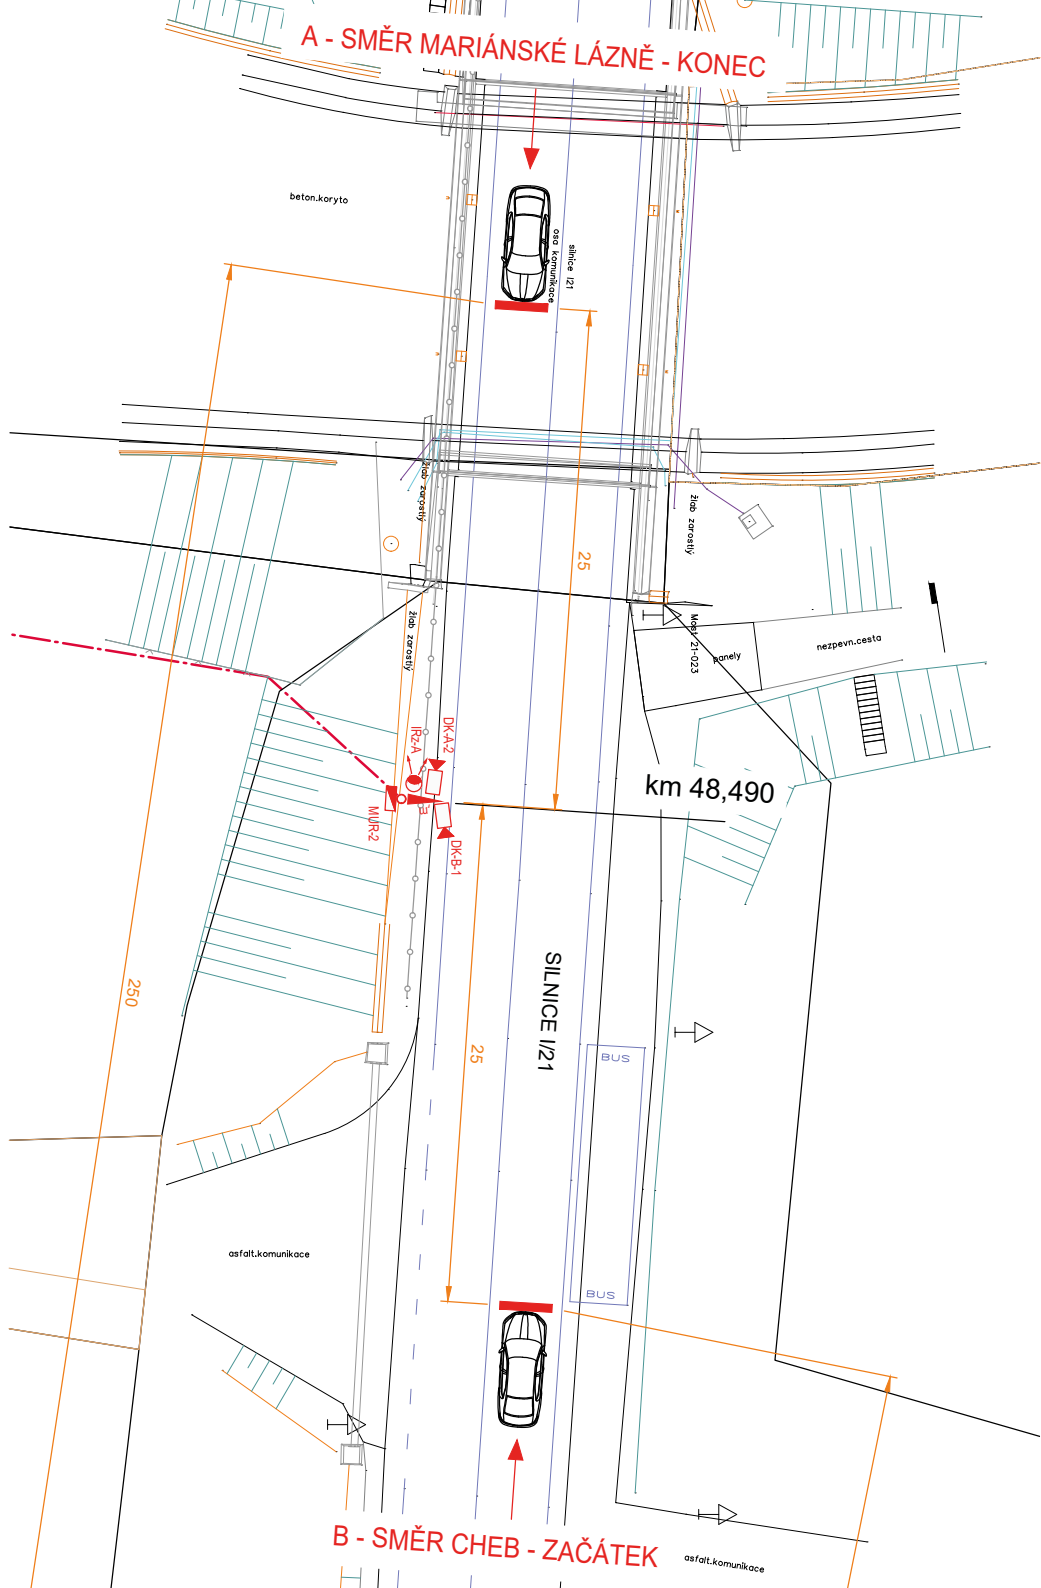 A - SMĚR MARIÁNSKÉ LÁZNĚ - KONEC
beton.koryto
silnice I21
osa komunikace
žlab zarostlý
žlab zarostlý
25
žlab zarostlý
Most 21-023
panely
nezpevn.cesta
DK-A-2
IRz-A
MUR-2
DK-B-1
km 48,490
250
25
SILNICE I/21
BUS
BUS
asfalt.komunikace
B - SMĚR CHEB - ZAČÁTEK
asfalt.komunikace